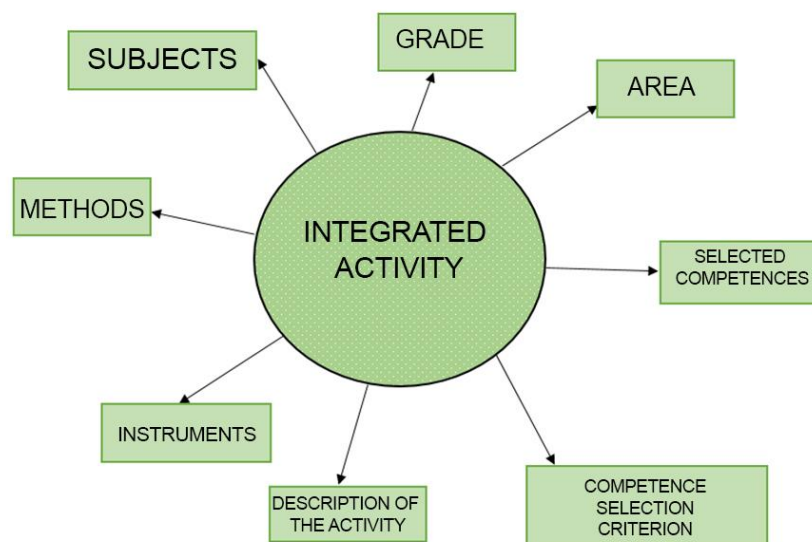 GRADE
SUBJECTS
AREA
METHODS
INTEGRATED
ACTIVITY
SELECTED
COMPETENCES
INSTRUMENTS
DESCRIPTION OF
THE ACTIVITY
COMPETENCE
SELECTION
CRITERION